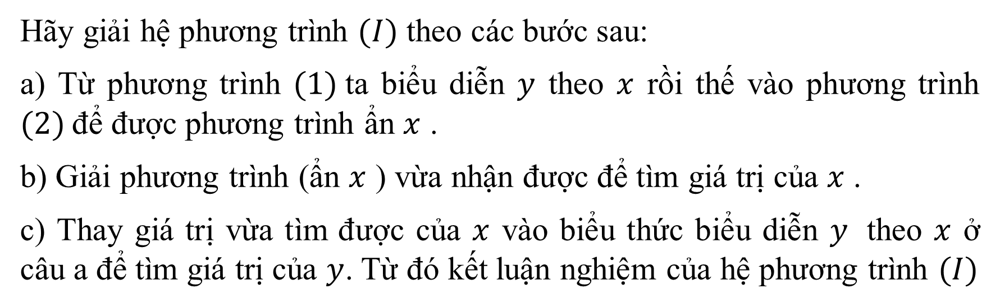 Hãy giải hệ phương trình (I) theo các bước sau:
a) Từ phương trình (1) ta biểu diễn y theo x rồi thế vào phương trình
(2) để được phương trình ẩn x .
b) Giải phương trình (ẩn x ) vừa nhận được để tìm giá trị của x .
c) Thay giá trị vừa tìm được của x vào biểu thức biểu diễn y theo x ở
câu a để tìm giá trị của y. Từ đó kết luận nghiệm của hệ phương trình (I)